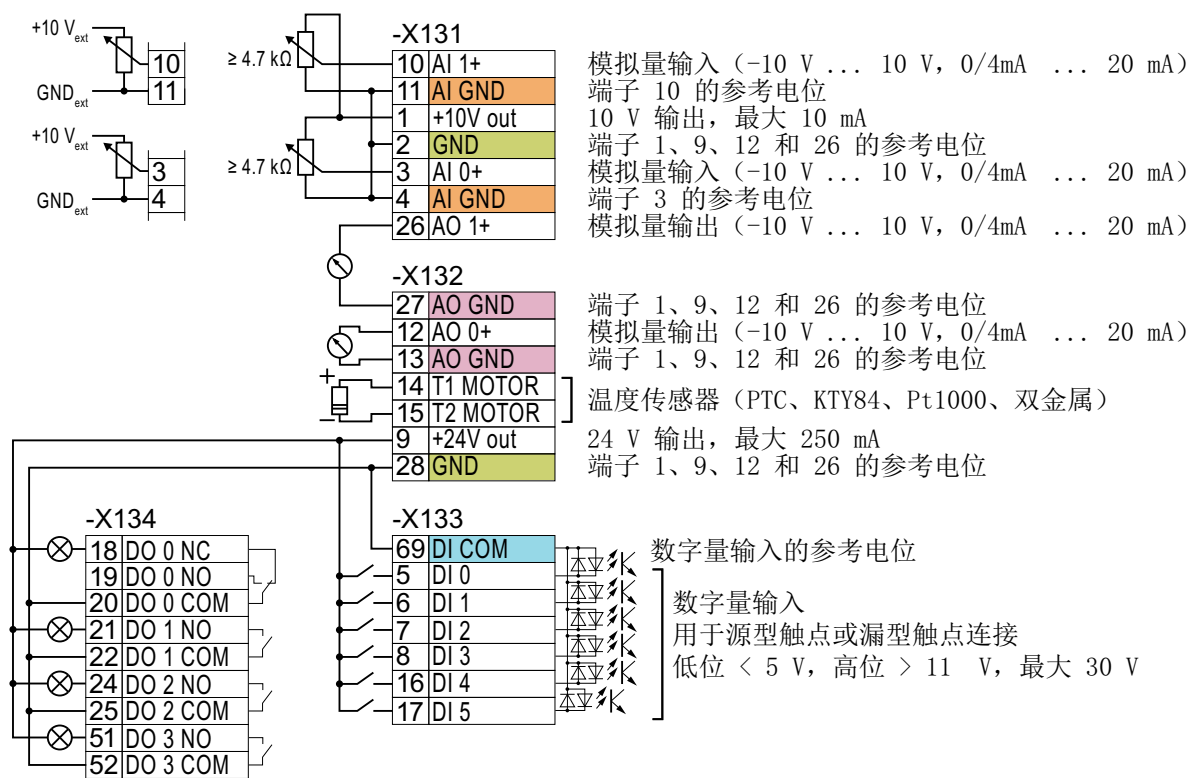 +10 Vext
10
GNDext
11
+10 Vext
3
GNDext
4
≥ 4.7 kΩ
≥ 4.7 kΩ
-X131
10 AI 1+ 模拟量输入（-10 V ... 10 V，0/4mA ... 20 mA）
11 AI GND 端子 10 的参考电位
1 +10V out 10 V 输出，最大 10 mA
2 GND 端子 1、9、12 和 26 的参考电位
3 AI 0+ 模拟量输入（-10 V ... 10 V，0/4mA ... 20 mA）
4 AI GND 端子 3 的参考电位
26 AO 1+ 模拟量输出（-10 V ... 10 V，0/4mA ... 20 mA）
-X132
27 AO GND 端子 1、9、12 和 26 的参考电位
12 AO 0+ 模拟量输出（-10 V ... 10 V，0/4mA ... 20 mA）
13 AO GND 端子 1、9、12 和 26 的参考电位
+
14 T1 MOTOR
温度传感器（PTC、KTY84、Pt1000、双金属）
15 T2 MOTOR
−
9 +24V out 24 V 输出，最大 250 mA
28 GND 端子 1、9、12 和 26 的参考电位
-X134
18 DO 0 NC
19 DO 0 NO
20 DO 0 COM
21 DO 1 NO
22 DO 1 COM
24 DO 2 NO
25 DO 2 COM
51 DO 3 NO
52 DO 3 COM
-X133
69 DI COM 数字量输入的参考电位
5 DI 0
6 DI 1
7 DI 2
8 DI 3
16 DI 4
17 DI 5
数字量输入
用于源型触点或漏型触点连接
低位 < 5 V，高位 > 11 V，最大 30 V